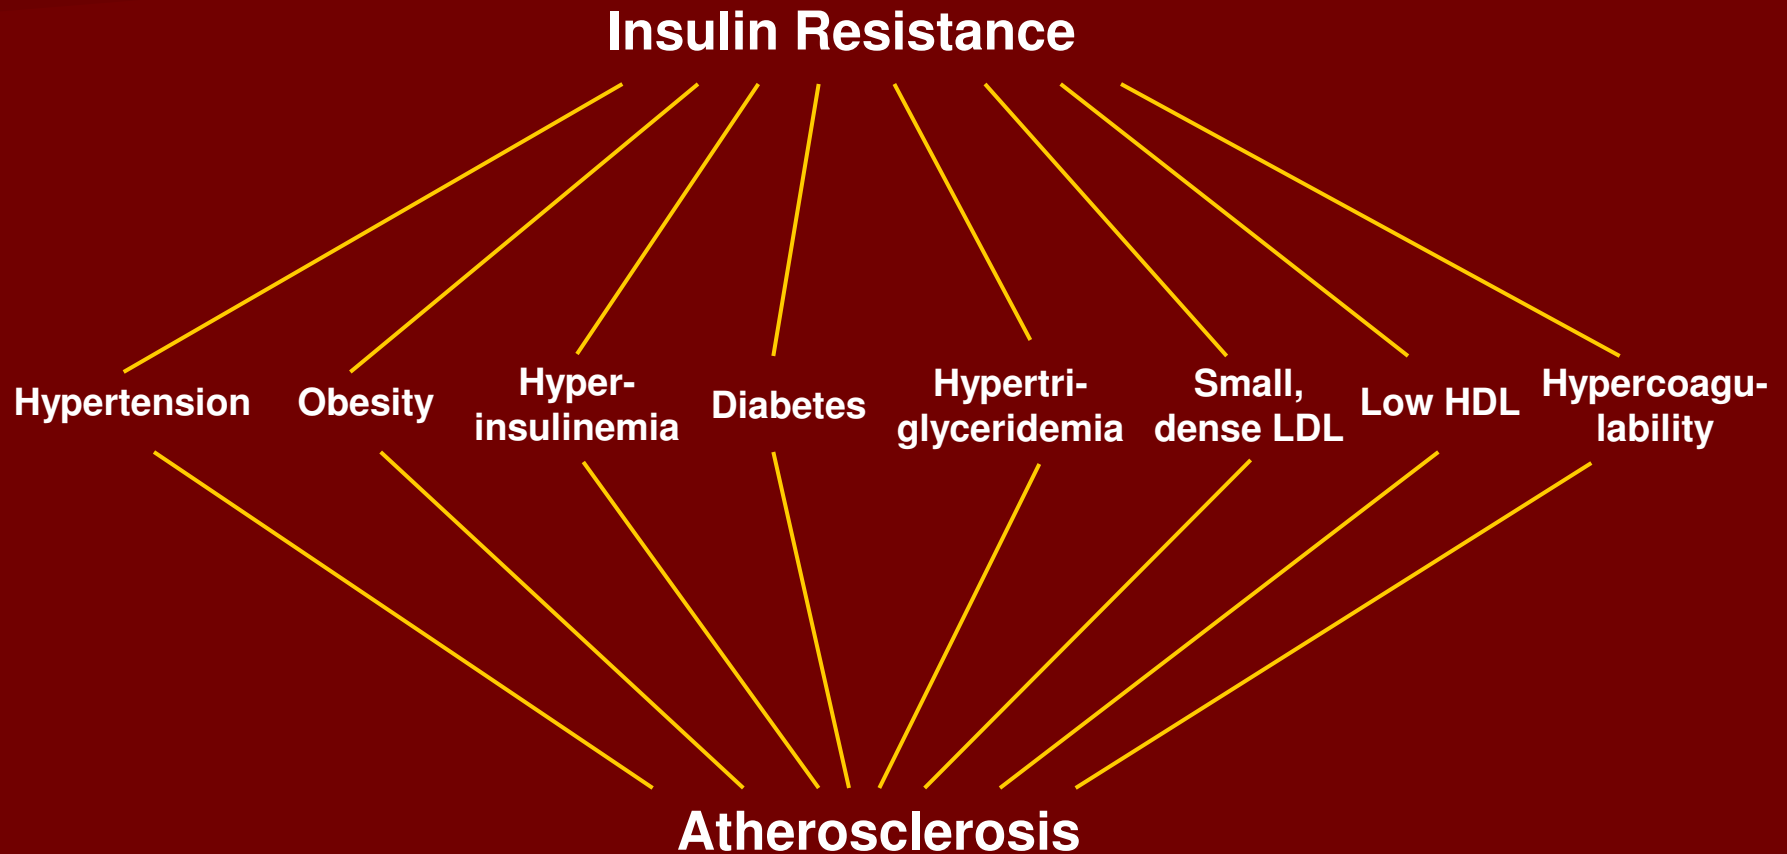 Insulin Resistance
Hypertension
Obesity
Hyper-
insulinemia
Diabetes
Hypertri-
glyceridemia
Small,
dense LDL
Low HDL
Hypercoagu-
lability
Atherosclerosis